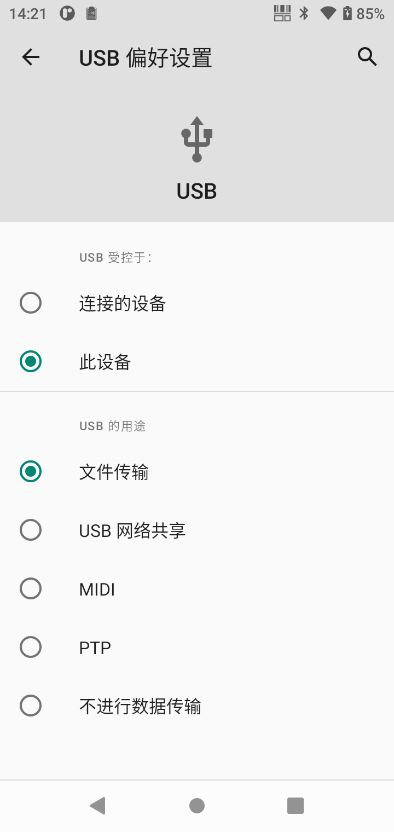 14:21
85%
USB 偏好设置
USB
USB 受控于：
连接的设备
此设备
USB 的用途
文件传输
USB 网络共享
MIDI
PTP
不进行数据传输